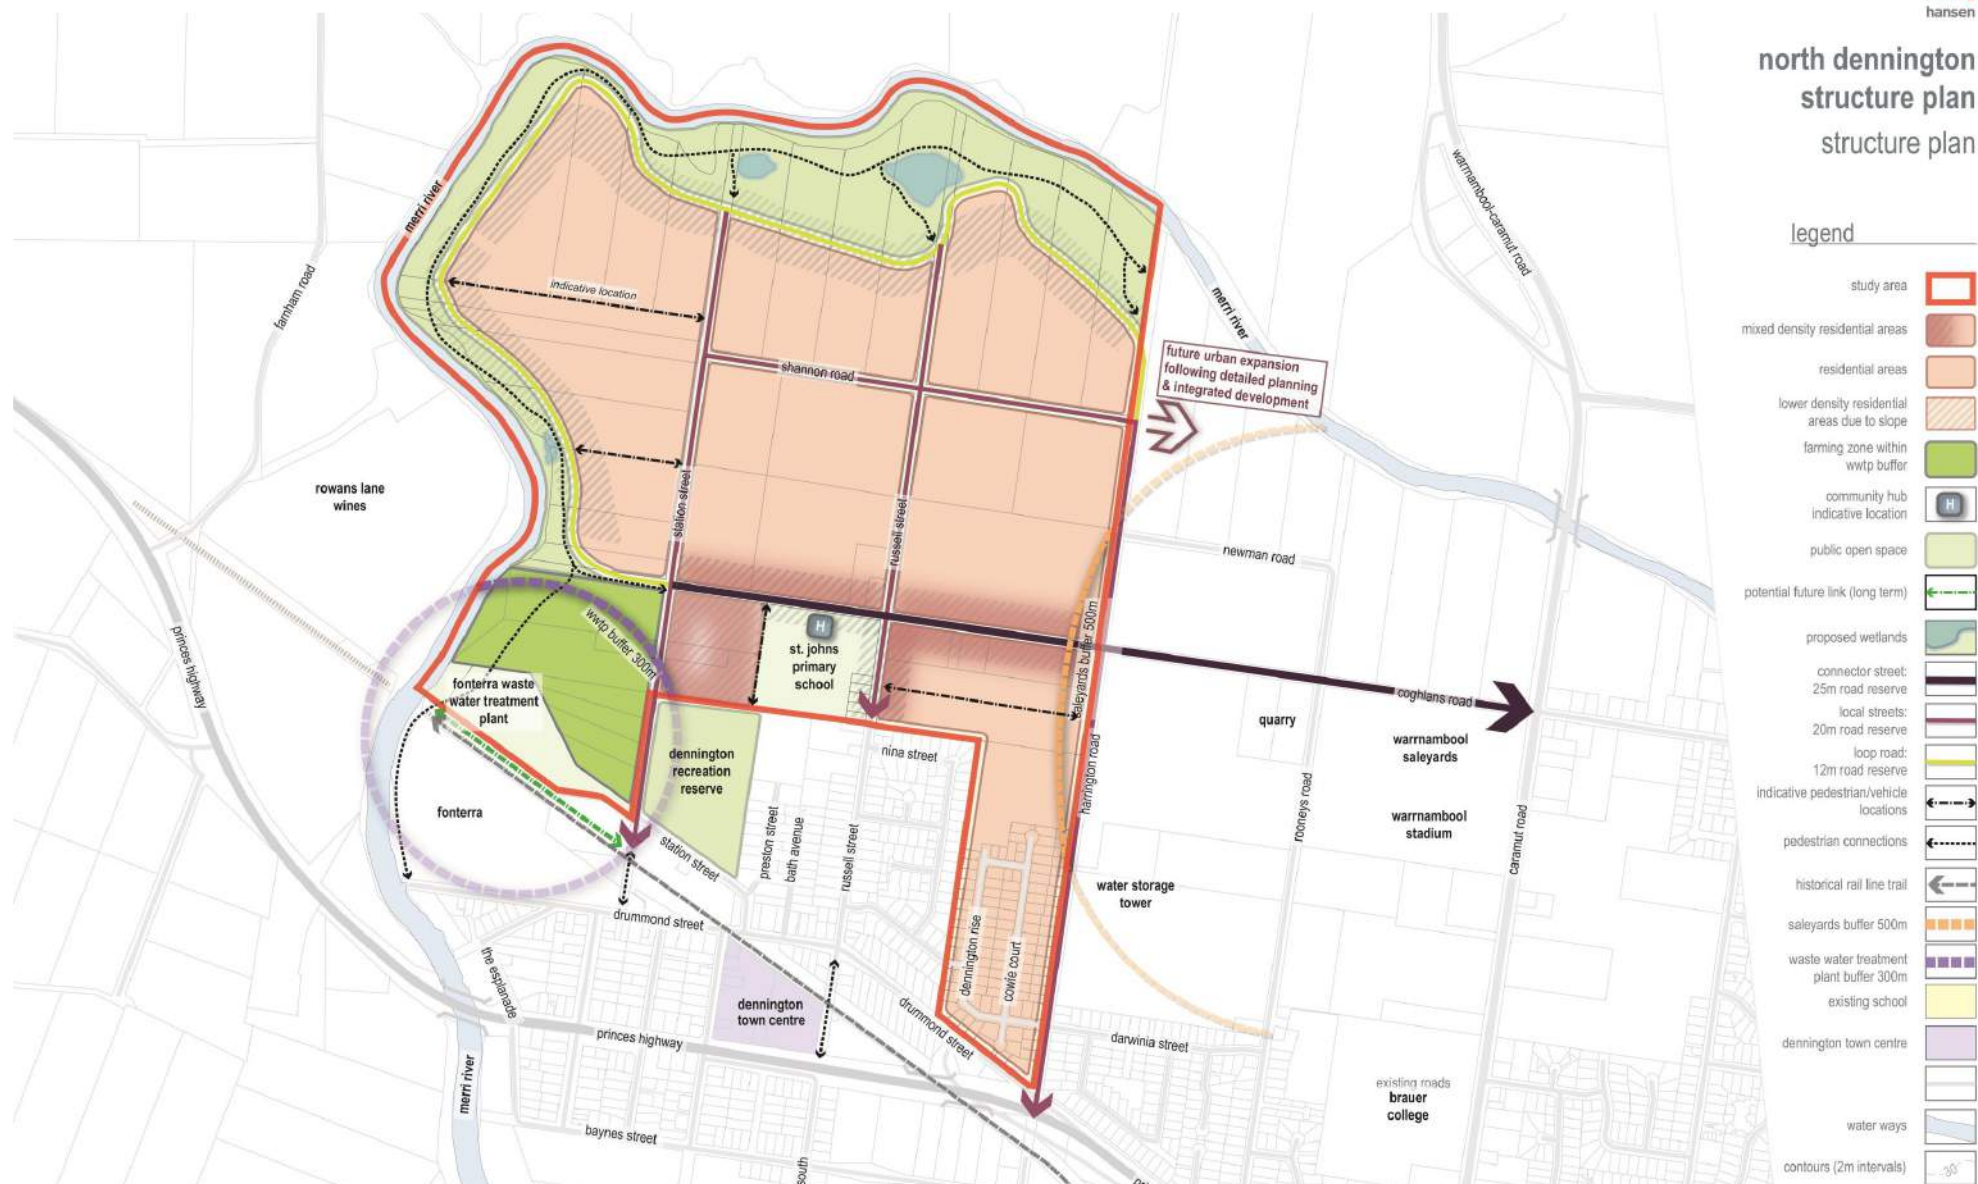 hansen
north dennington
structure plan
structure plan
legend
study area
mixed density residential areas
residential areas
lower density residential
areas due to slope
farming zone within
wwtp buffer
community hub
indicative location
H
public open space
potential future link (long term)
proposed wetlands
connector street:
25m road reserve
local streets:
20m road reserve
loop road:
12m road reserve
indicative pedestrian/vehicle
locations
pedestrian connections
historical rail line trail
saleyards buffer 500m
waste water treatment
plant buffer 300m
existing school
dennington town centre
water ways
contours (2m intervals)
30
merri river
farnham road
indicative location
warrnambool-caramut road
merri river
future urban expansion
following detailed planning
& integrated development
shannon road
station street
russell street
rowans lane
wines
newman road
princes highway
wwtp buffer 300m
H
st. johns
primary
school
saleyards buffer 500m
fonterra waste
water treatment
plant
coghlans road
quarry
warrnambool
saleyards
harrington road
nina street
dennington
recreation
reserve
fonterra
preston street
bath avenue
russell street
station street
rooneys road
warrnambool
stadium
caramut road
water storage
tower
drummond street
dennington rise
cowie court
the esplanade
dennington
town centre
drummond street
princes highway
darwinia street
merri river
existing roads
brauer
college
baynes street
south